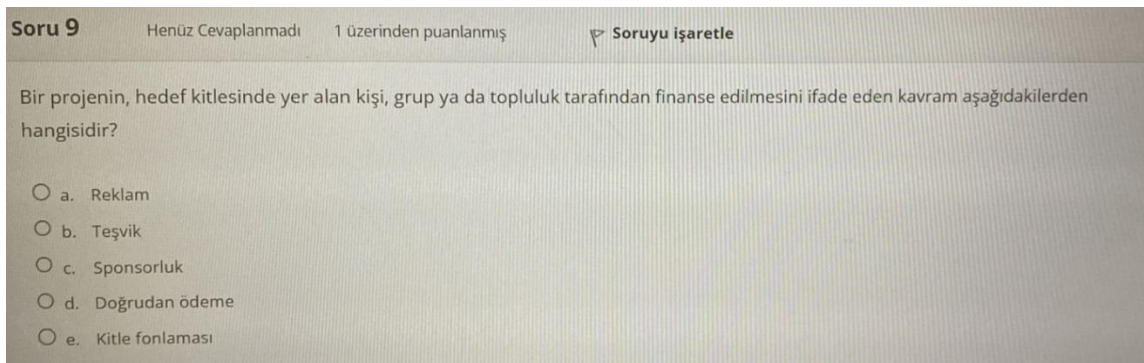 Soru 9 Henüz Cevaplanmadı 1 üzerinden puanlanmış Soruyu işaretle
Bir projenin, hedef kitlesinde yer alan kişi, grup ya da topluluk tarafından finanse edilmesini ifade eden kavram aşağıdakilerden
hangisidir?
a. Reklam
b. Teşvik
c. Sponsorluk
d. Doğrudan ödeme
e. Kitle fonlaması